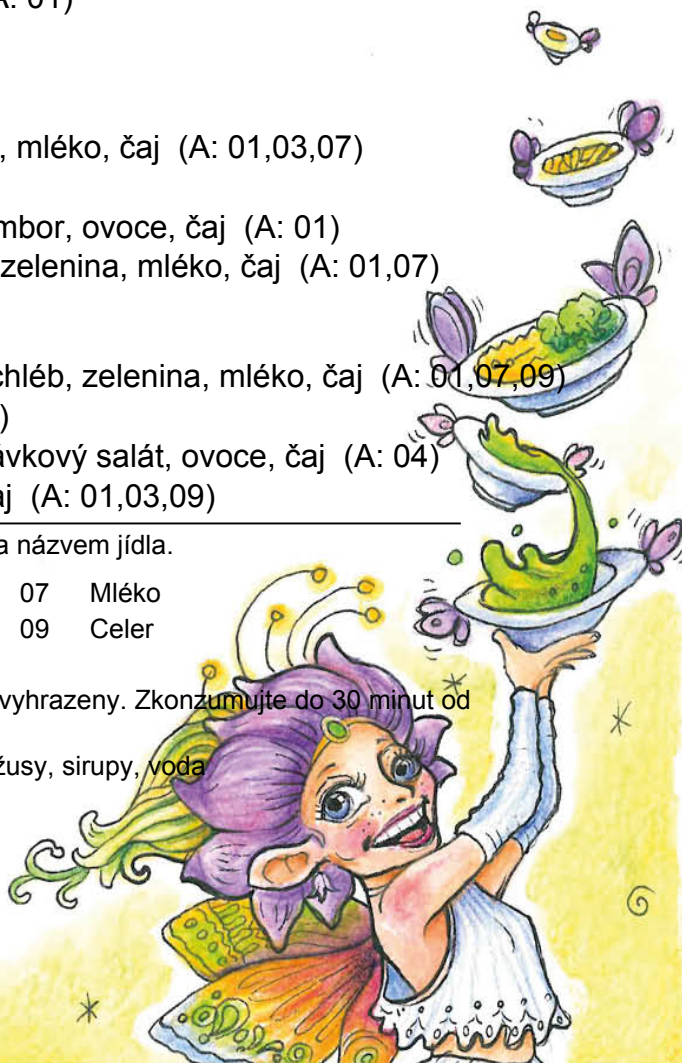 A: 01)
, mléko, čaj (A: 01,03,07)
mbor, ovoce, čaj (A: 01)
zelenina, mléko, čaj (A: 01,07)
chléb, zelenina, mléko, čaj (A: 01,07,09)
)
ávkový salát, ovoce, čaj (A: 04)
aj (A: 01,03,09)
a názvem jídla.
07 Mléko
09 Celer
vyhrazeny. Zkonzumujte do 30 minut od
žusy, sirupy, voda